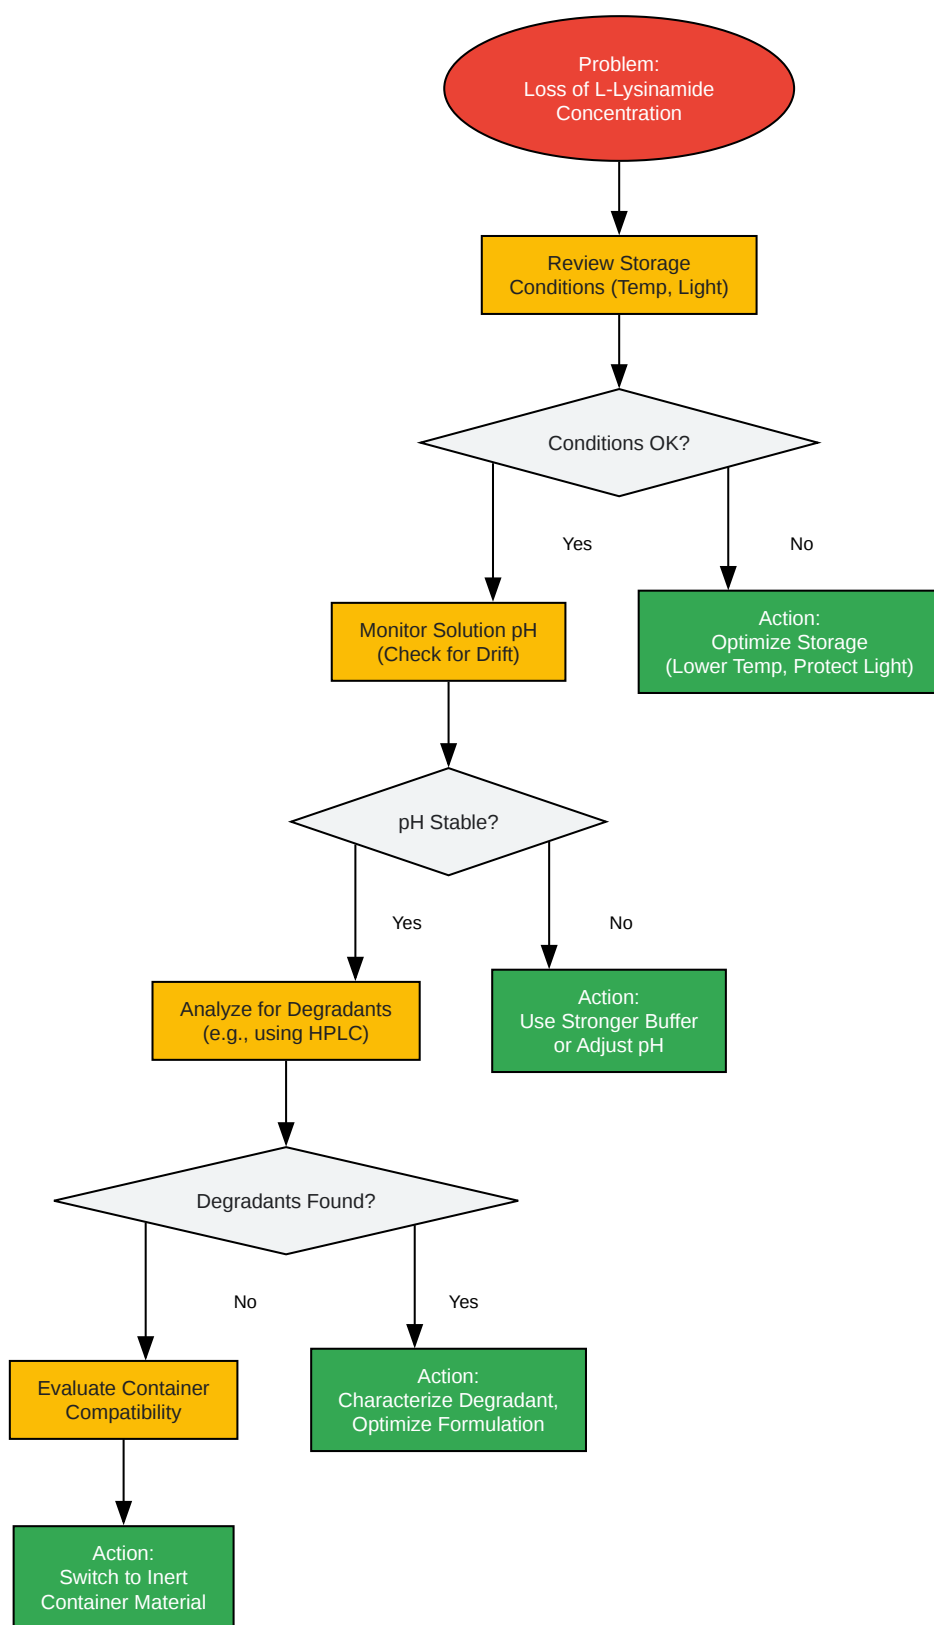 Problem:
Loss of L-Lysinamide
Concentration
Review Storage
Conditions (Temp, Light)
Conditions OK?
Yes
No
Action:
Optimize Storage
(Lower Temp, Protect Light)
Monitor Solution pH
(Check for Drift)
pH Stable?
Yes
No
Action:
Use Stronger Buffer
or Adjust pH
Analyze for Degradants
(e.g., using HPLC)
Degradants Found?
No
Yes
Action:
Characterize Degradant,
Optimize Formulation
Evaluate Container
Compatibility
Action:
Switch to Inert
Container Material